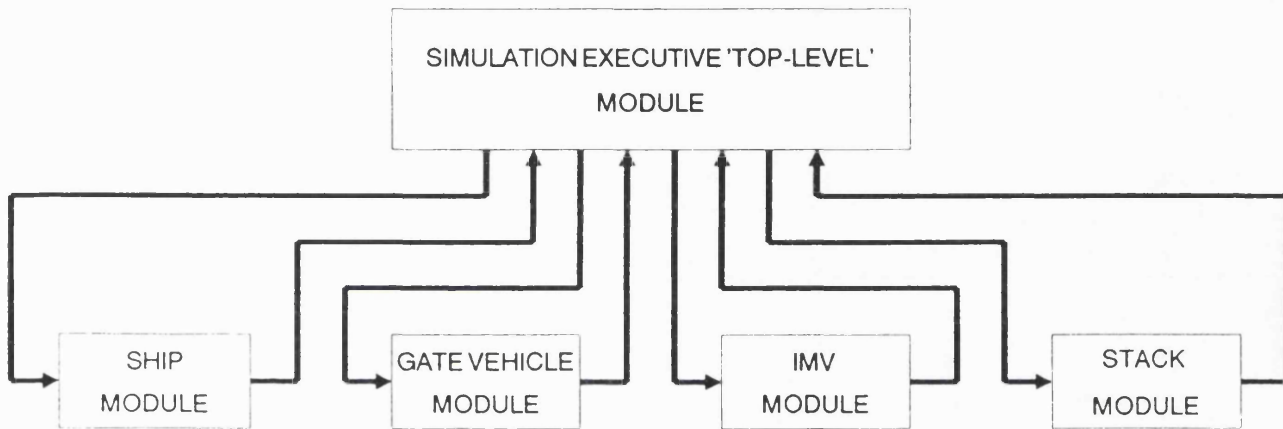 SIMULATION EXECUTIVE 'TOP-LEVEL'
MODULE
SHIP
MODULE
GATE VEHICLE
MODULE
IMV
MODULE
STACK
MODULE